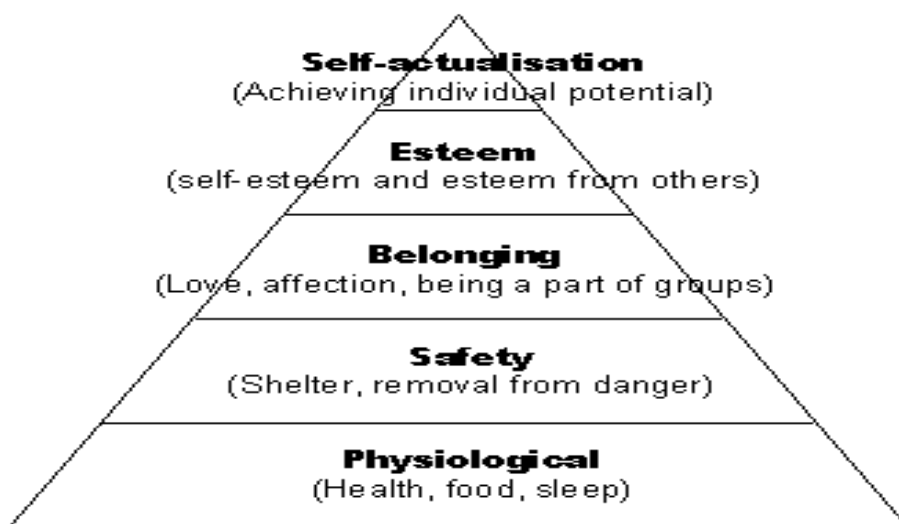 Self-actualisation
(Achieving individual potential)
Esteem
(self-esteem and esteem from others)
Belonging
(Love, affection, being a part of groups)
Safety
(Shelter, removal from danger)
Physiological
(Health, food, sleep)